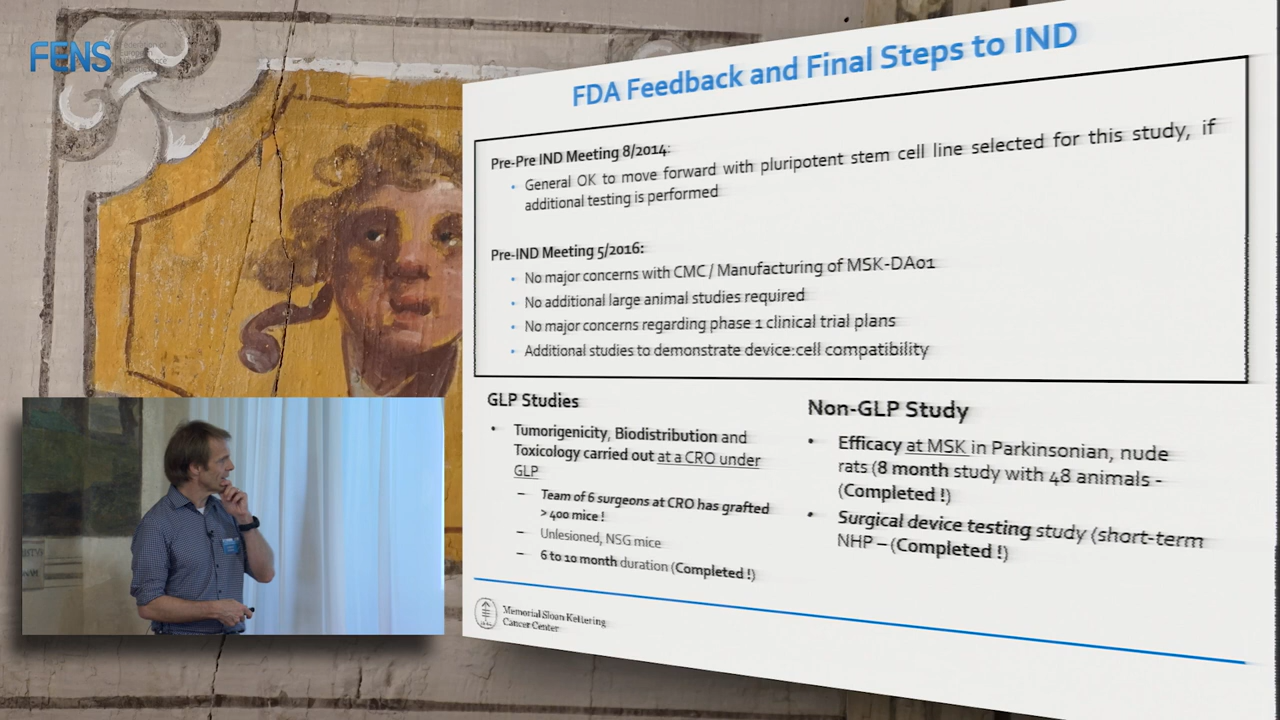 FENS
FDA Feedback and Final Steps to IND
Pre-Pre IND Meeting 8/2014:
• General OK to move forward with pluripotent stem cell line selected for this study, if
additional testing is performed
Pre-IND Meeting 5/2016:
• No major concerns with CMC / Manufacturing of MSK-DA01
• No additional large animal studies required
• No major concerns regarding phase 1 clinical trial plans
• Additional studies to demonstrate device:cell compatibility
GLP Studies
• Tumorigenicity, Biodistribution and
Toxicology carried out at a CRO under
GLP
– Team of 6 surgeons at CRO has grafted
> 400 mice !
– Unlesioned, NSG mice
– 6 to 10 month duration (Completed !)
Non-GLP Study
• Efficacy at MSK in Parkinsonian, nude
rats (8 month study with 48 animals -
(Completed !)
• Surgical device testing study (short-term
NHP – (Completed !)
Memorial Sloan Kettering
Cancer Center